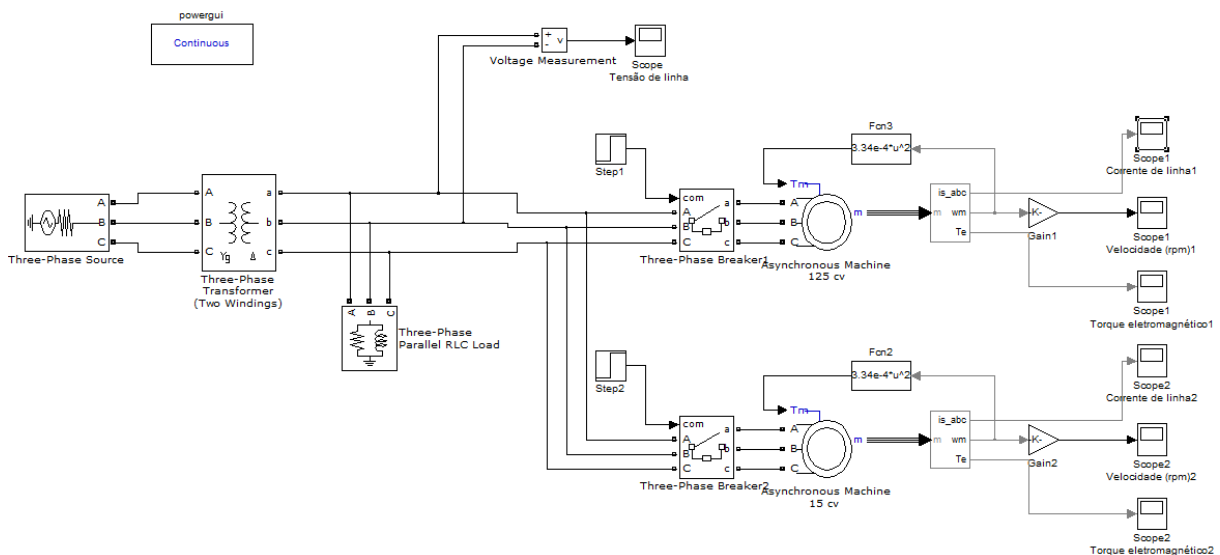 powergui
Continuous
+
-
v
Voltage Measurement
Scope
Tensão de linha
Fcn3
3.34e-4*u^2
Step1
Scope1
Corrente de linha1
A
B
C
Three-Phase Source
A
B
C
a
b
c
Yg
Δ
Three-Phase
Transformer
(Two Windings)
com
A
B
C
a
b
c
Three-Phase Breaker1
Tm
A
B
C
m
Asynchronous Machine
125 cv
m
is_abc
wm
Te
K-
Gain1
Scope1
Velocidade (rpm)1
Scope1
Torque eletromagnético1
A
B
C
Three-Phase
Parallel RLC Load
Fcn2
3.34e-4*u^2
Step2
Scope2
Corrente de linha2
com
A
B
C
a
b
c
Three-Phase Breaker2
Tm
A
B
C
m
Asynchronous Machine
15 cv
m
is_abc
wm
Te
K-
Gain2
Scope2
Velocidade (rpm)2
Scope2
Torque eletromagnético2